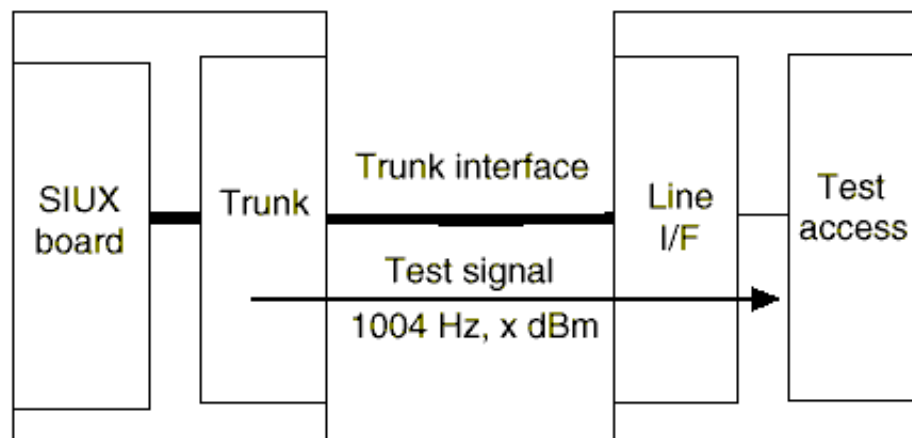 SIUX
board
Trunk
Trunk interface
Test signal
1004 Hz, x dBm
Line
I/F
Test
access